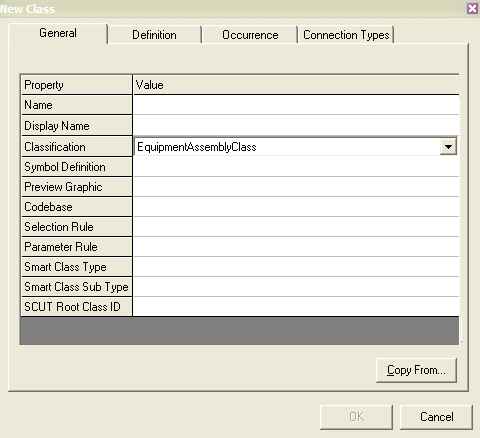 New Class
General Definition Occurrence Connection Types
Property Value
Name
Display Name
Classification EquipmentAssemblyClass
Symbol Definition
Preview Graphic
Codebase
Selection Rule
Parameter Rule
Smart Class Type
Smart Class Sub Type
SCUT Root Class ID
Copy From...
OK Cancel